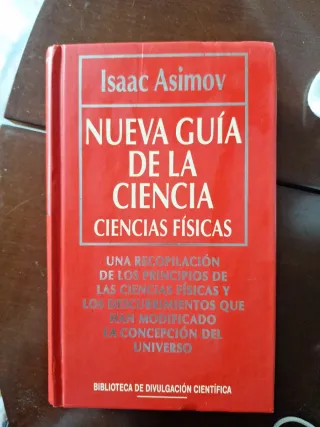 Isaac Asimov
NUEVA GUÍA
DE LA
CIENCIA
CIENCIAS FÍSICAS
UNA RECOPILACIÓN
DE LOS PRINCIPIOS DE
LAS CIENCIAS FÍSICAS Y
LOS DESCUBRIMIENTOS QUE
HAN MODIFICADO
LA CONCEPCIÓN DEL
UNIVERSO
BIBLIOTECA DE DIVULGACIÓN CIENTÍFICA